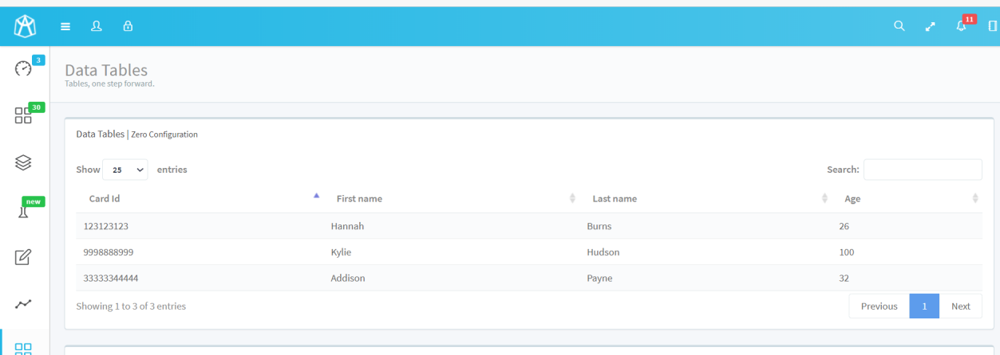 11
3
Data Tables
Tables, one step forward.
30
Data Tables | Zero Configuration
Show 25 entries Search:
new
Card Id First name Last name Age
123123123 Hannah Burns 26
9998888999 Kylie Hudson 100
33333344444 Addison Payne 32
Showing 1 to 3 of 3 entries Previous 1 Next